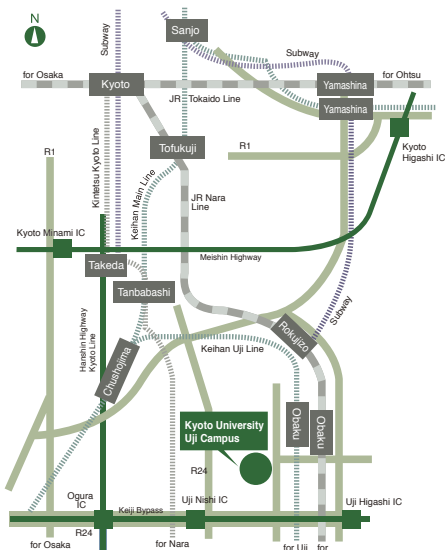 N
Subway
Sanjo
Subway
for Osaka
Kyoto
Yamashina
for Ohtsu
JR Tokaido Line
Yamashina
Kintetsu Kyoto Line
Tofukuji
R1
R1
Kyoto
Higashi IC
Keihan Main Line
JR Nara
Line
Kyoto Minami IC
Meishin Highway
Takeda
Tanbabashi
Subway
Rokujizo
Hanshin Highway
Kyoto Line
Keihan Uji Line
Chushojima
Obaku
Obaku
Kyoto University
Uji Campus
R24
Ogura
IC
Uji Nishi IC
Uji Higashi IC
Keiji Bypass
R24
for Osaka
for Nara
for Uji
for